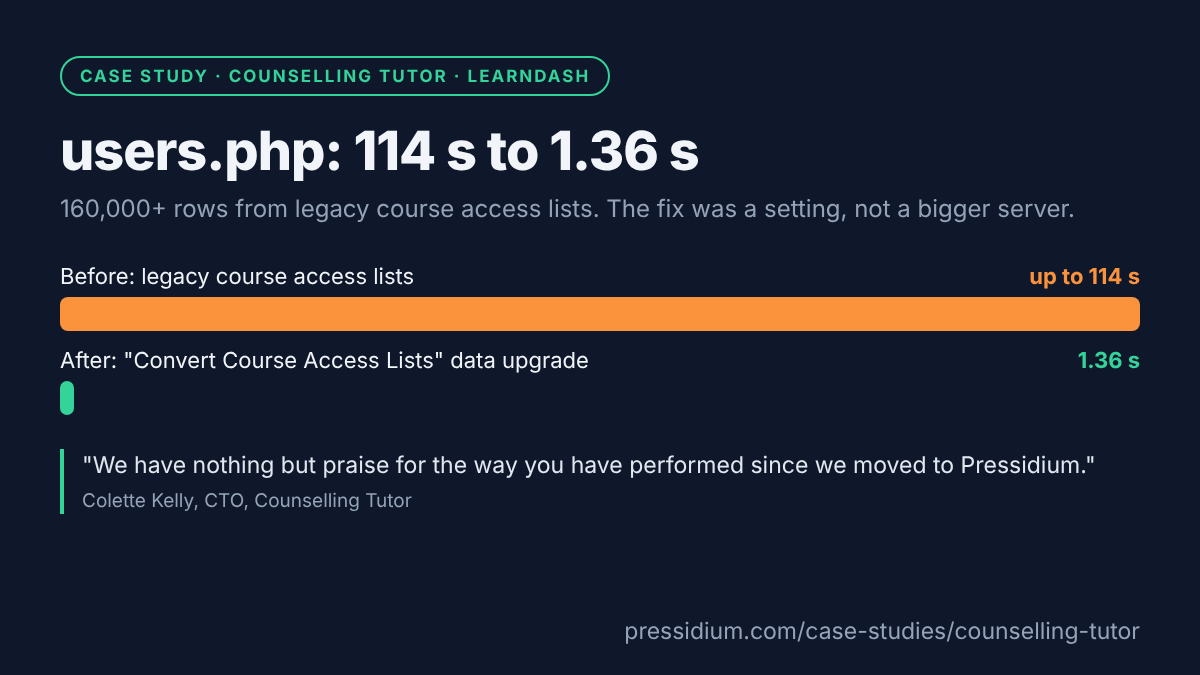 CASE STUDY · COUNSELLING TUTOR · LEARNDASH
users.php: 114 s to 1.36 s
160,000+ rows from legacy course access lists. The fix was a setting, not a bigger server.
Before: legacy course access lists up to 114 s
After: "Convert Course Access Lists" data upgrade 1.36 s
"We have nothing but praise for the way you have performed since we moved to Pressidium."
Colette Kelly, CTO, Counselling Tutor
pressidium.com/case-studies/counselling-tutor